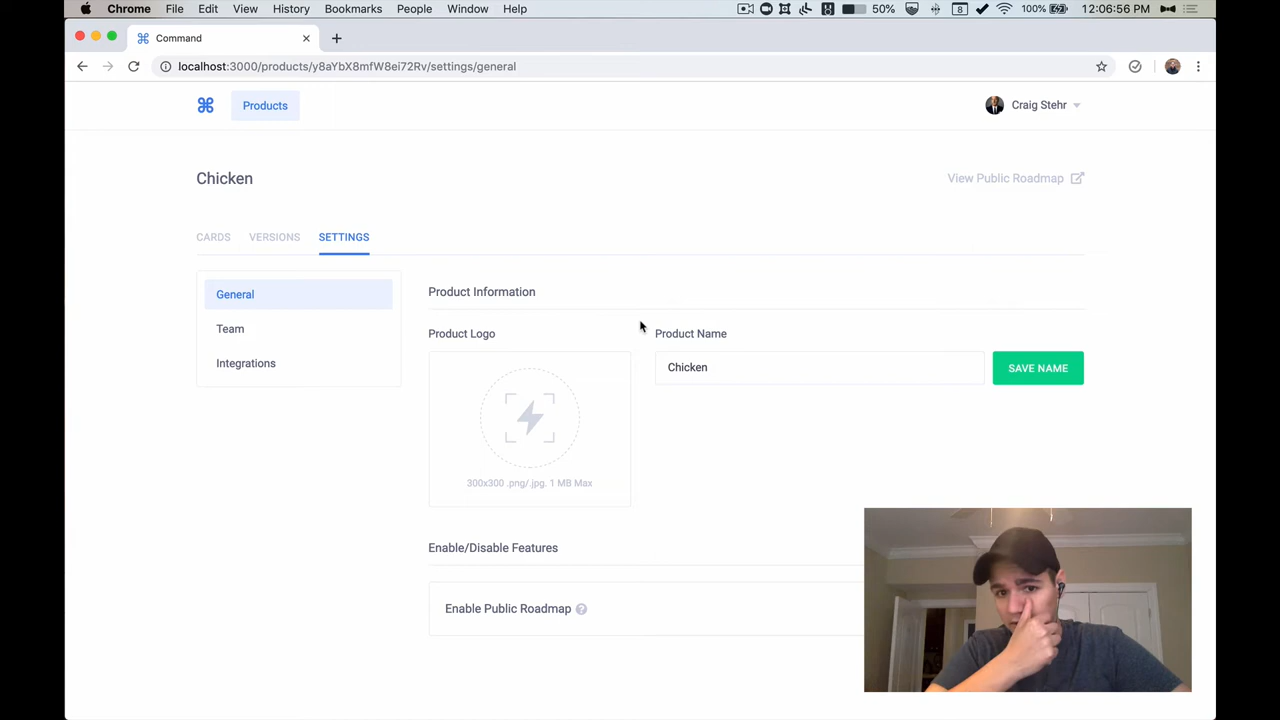 Chrome File Edit View History Bookmarks People Window Help 50% 8 100% 12:06:56 PM
Command
localhost:3000/products/y8aYbX8mfW8ei72Rv/settings/general
Products
Craig Stehr
Chicken
View Public Roadmap
CARDS VERSIONS SETTINGS
General
Team
Integrations
Product Information
Product Logo
Product Name
Chicken
SAVE NAME
300x300 .png/.jpg. 1 MB Max
Enable/Disable Features
Enable Public Roadmap ?